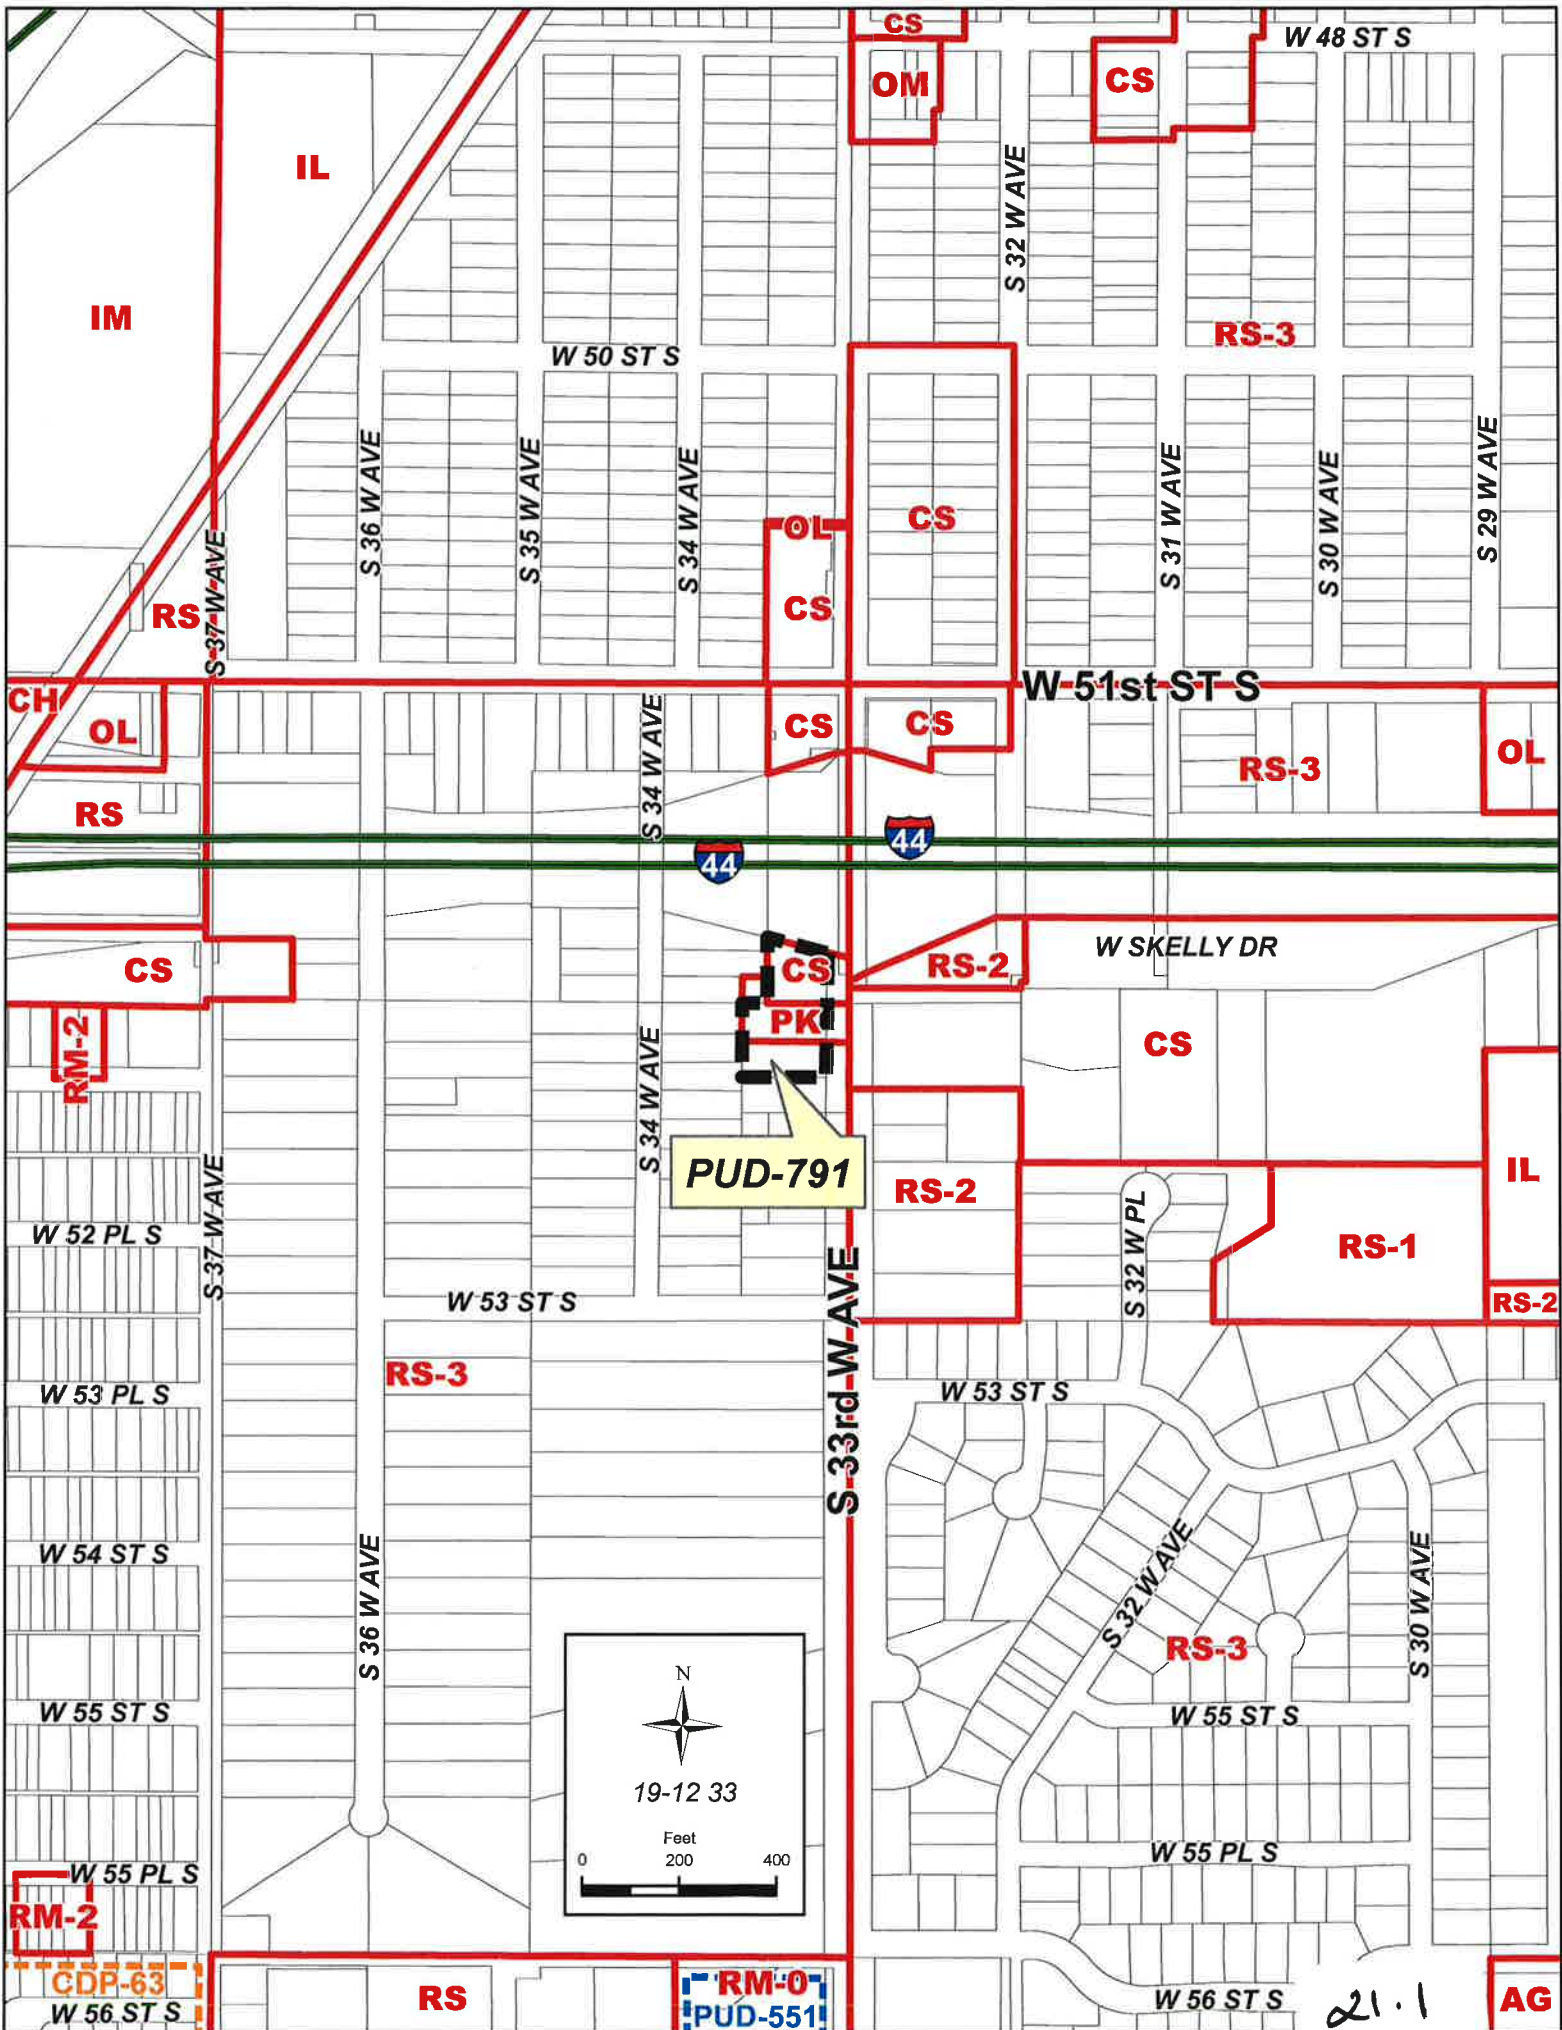 CS
W 48 ST S
OM
CS
IL
S 32 W AVE
IM
RS-3
W 50 ST S
S 36 W AVE
S 35 W AVE
S 34 W AVE
S 31 W AVE
S 30 W AVE
S 29 W AVE
OL
CS
CS
S 37 W AVE
RS
W 51st ST S
CH
OL
S 34 W AVE
CS
CS
RS-3
OL
RS
44
44
CS
CS
RS-2
W SKELLY DR
PK
RM-2
S 34 W AVE
CS
PUD-791
RS-2
IL
S 37 W AVE
W 52 PL S
S 32 W PL
RS-1
W 53 ST S
S 33rd W AVE
RS-2
RS-3
W 53 PL S
W 53 ST S
W 54 ST S
S 36 W AVE
S 32 W AVE
S 30 W AVE
RS-3
N
W 55 ST S
W 55 ST S
19-12 33
Feet
0 200 400
W 55 PL S
W 55 PL S
RM-2
CDP-63
RS
RM-0
W 56 ST S
PUD-551
W 56 ST S
21.1
AG